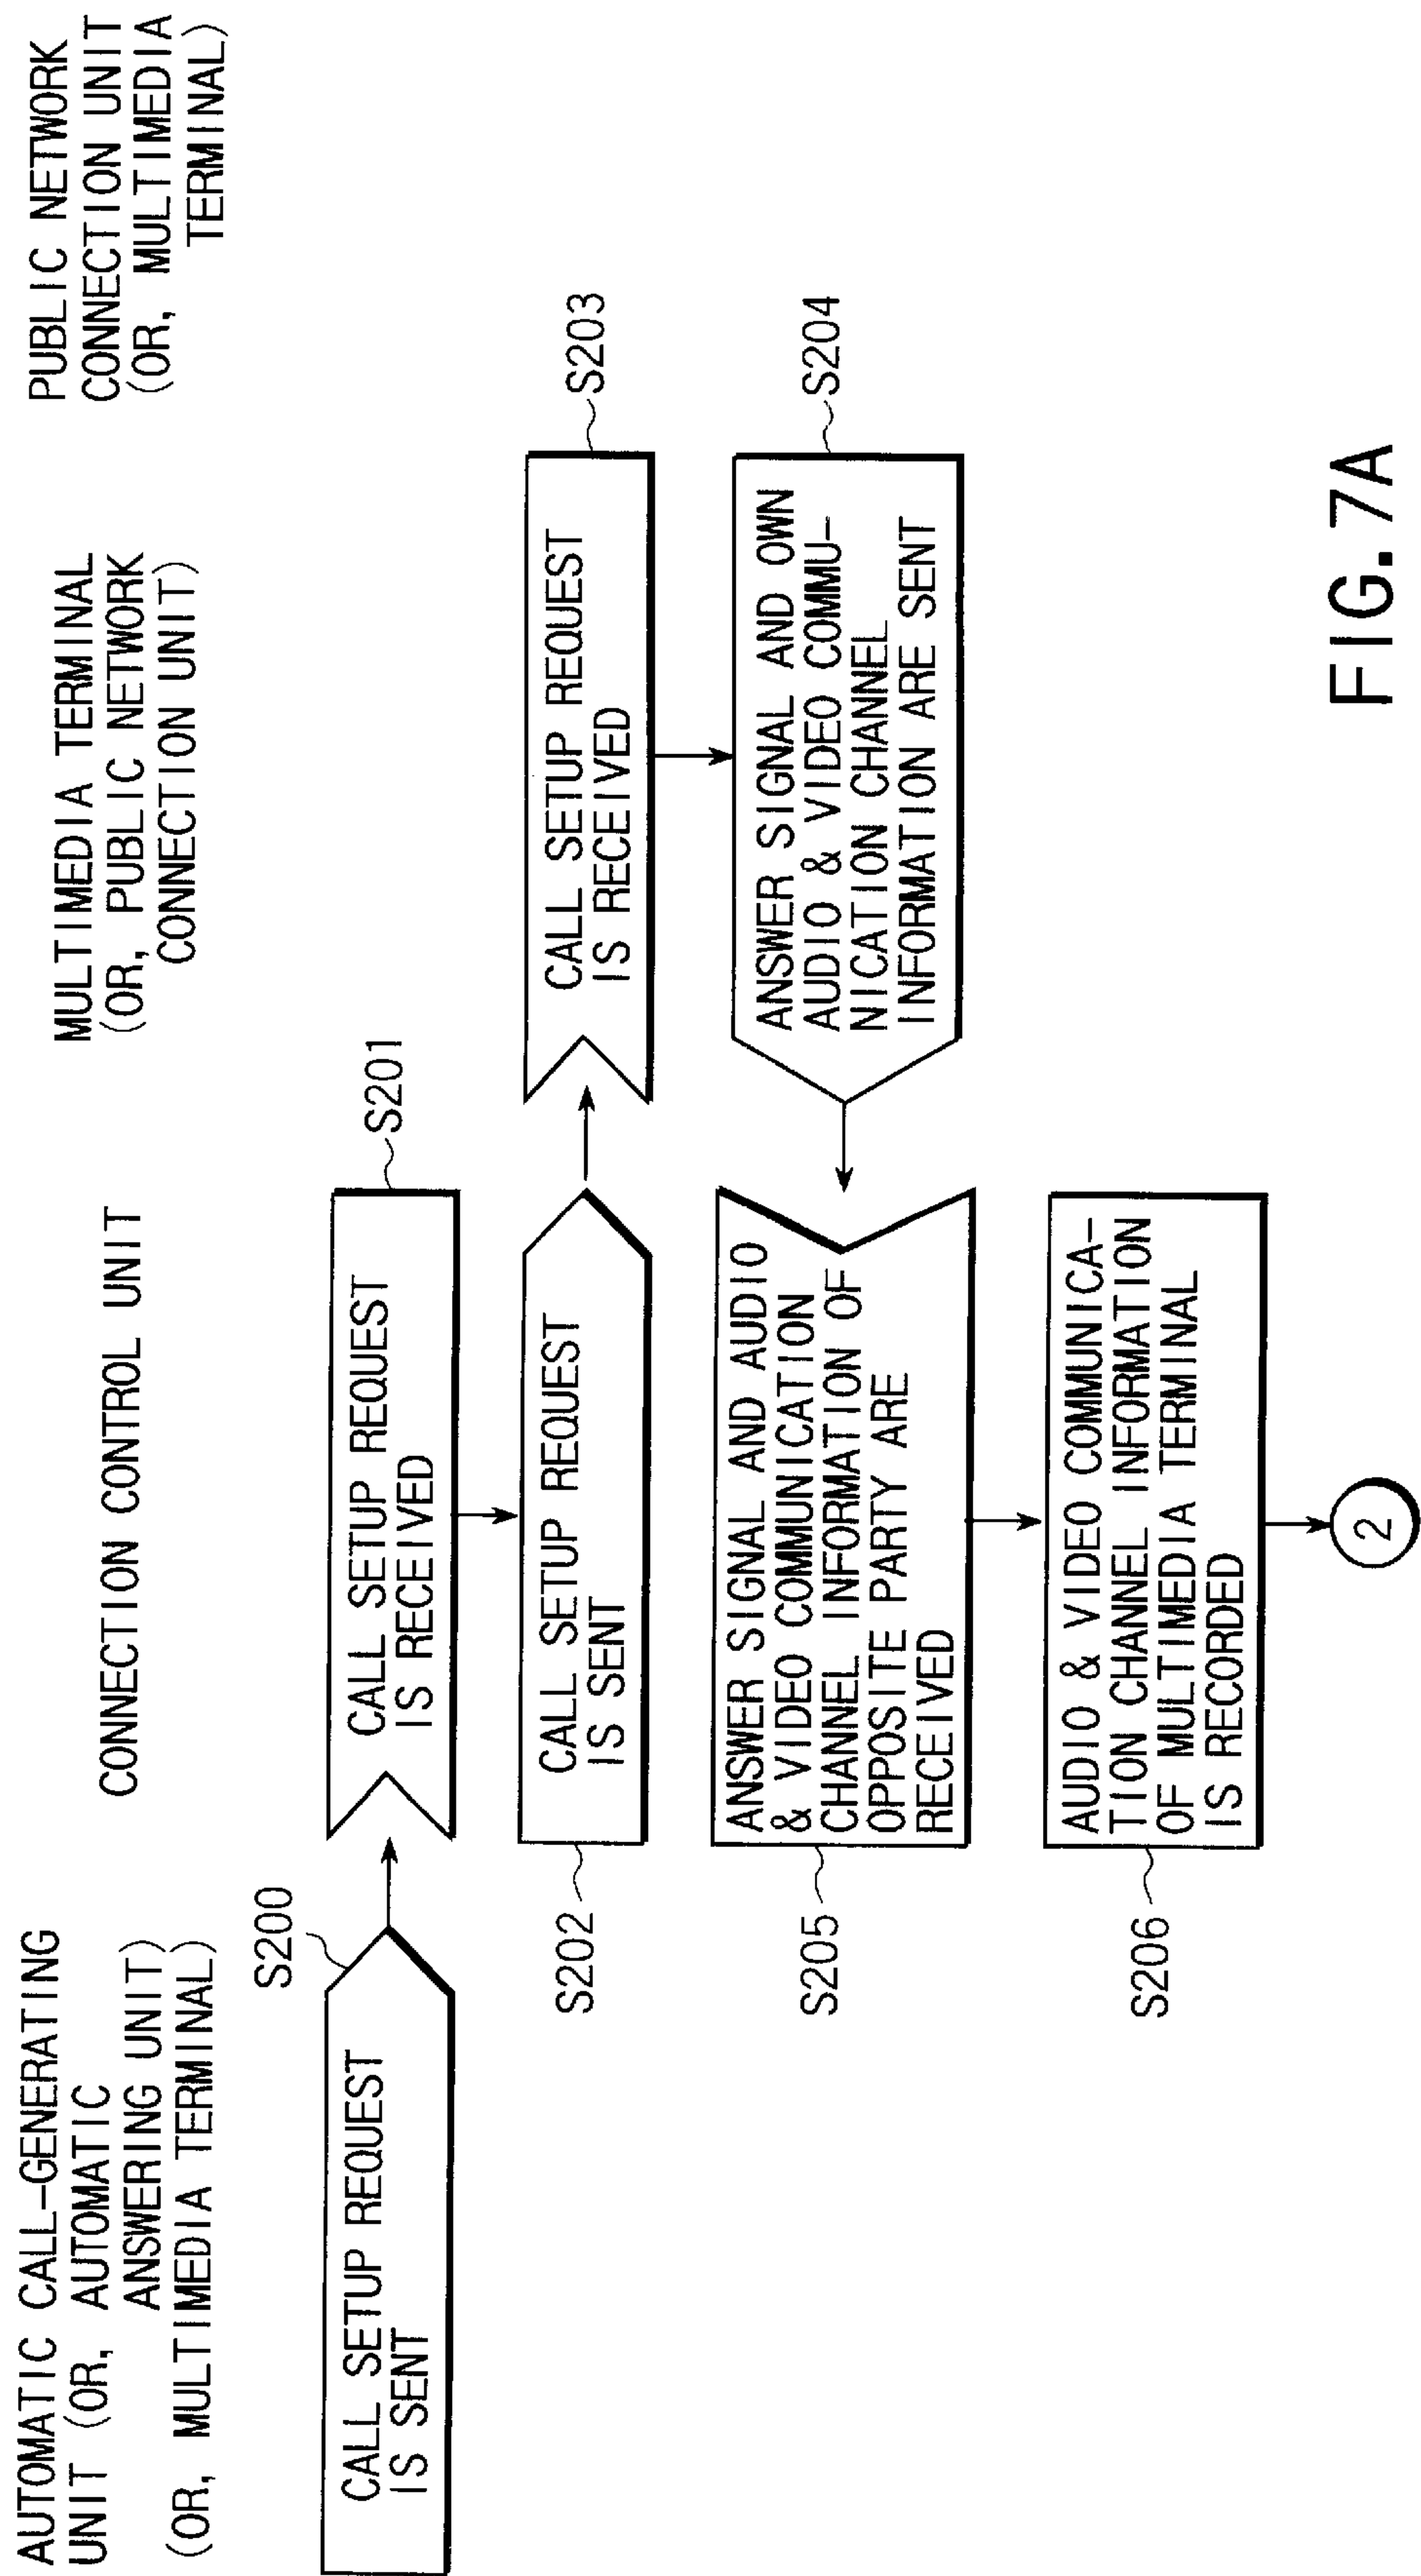 AUTOMATIC CALL-GENERATING
UNIT (OR, AUTOMATIC
ANSWERING UNIT)
(OR, MULTIMEDIA TERMINAL)
CONNECTION CONTROL UNIT
MULTIMEDIA TERMINAL
(OR, PUBLIC NETWORK
CONNECTION UNIT)
PUBLIC NETWORK
CONNECTION UNIT
(OR, MULTIMEDIA
TERMINAL)
S200
CALL SETUP REQUEST
IS SENT
S201
CALL SETUP REQUEST
IS RECEIVED
S202
CALL SETUP REQUEST
IS SENT
S203
CALL SETUP REQUEST
IS RECEIVED
S204
ANSWER SIGNAL AND OWN
AUDIO & VIDEO COMMU-
NICATION CHANNEL
INFORMATION ARE SENT
S205
ANSWER SIGNAL AND AUDIO
& VIDEO COMMUNICATION
CHANNEL INFORMATION OF
OPPOSITE PARTY ARE
RECEIVED
S206
AUDIO & VIDEO COMMUNICA-
TION CHANNEL INFORMATION
OF MULTIMEDIA TERMINAL
IS RECORDED
2
FIG. 7A